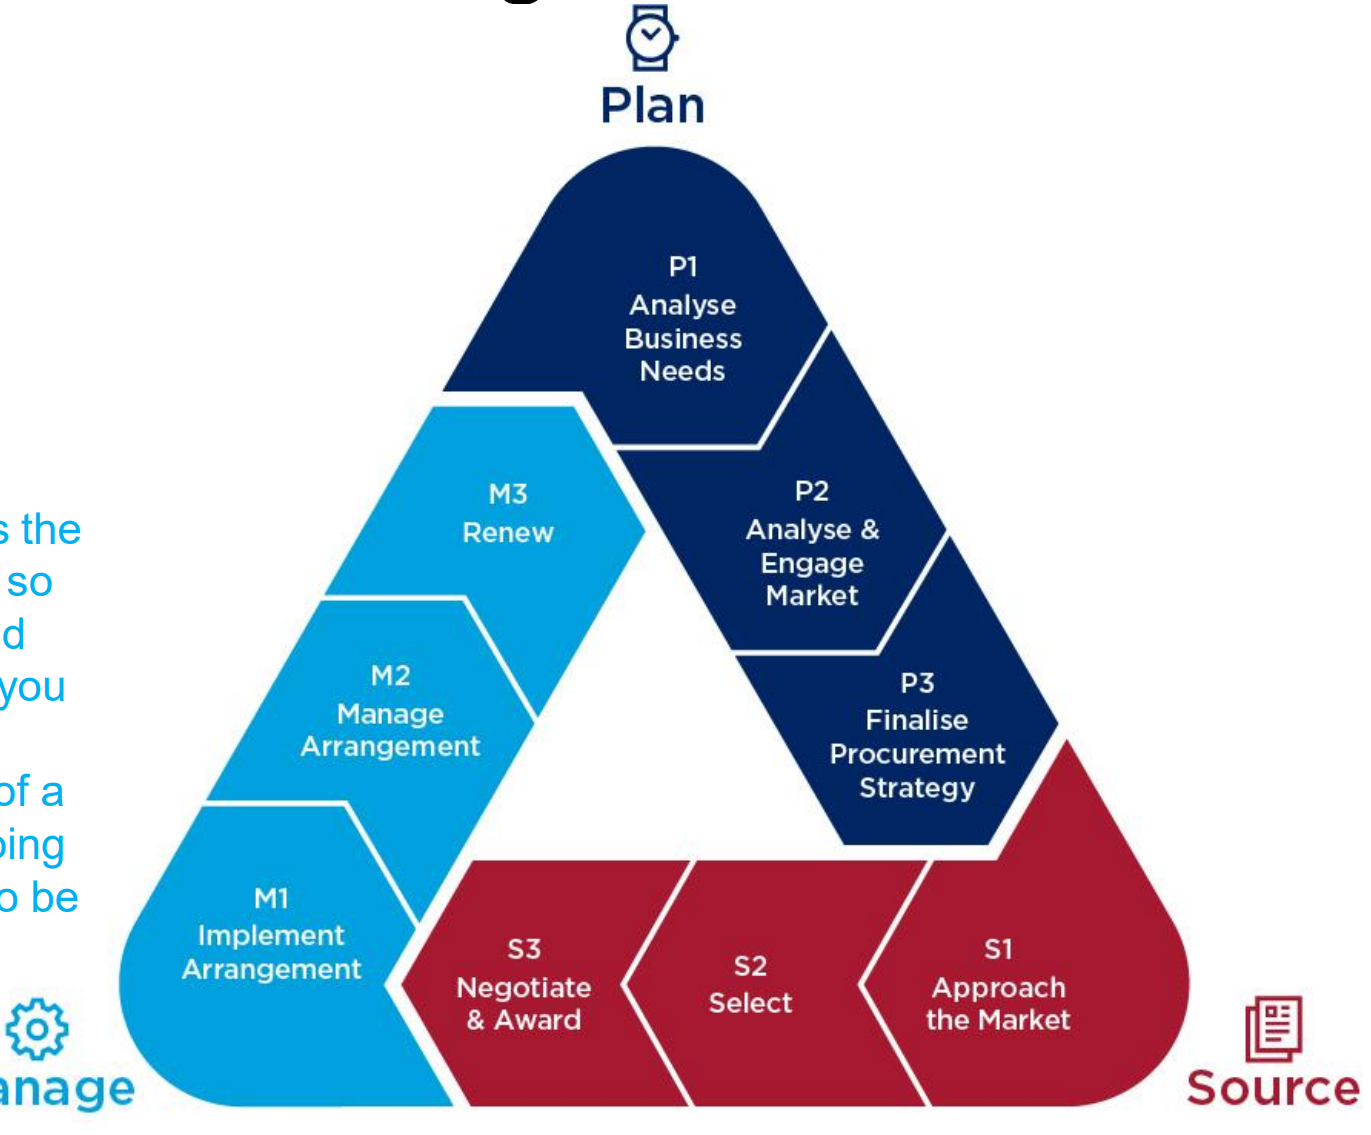 Plan
P1
Analyse
Business
Needs
P2
Analyse &
Engage
Market
P3
Finalise
Procurement
Strategy
S1
Approach
the Market
S2
Select
S3
Negotiate
& Award
M1
Implement
Arrangement
M2
Manage
Arrangement
M3
Renew
s the
so
d
you
of a
ing
o be
anage
Source